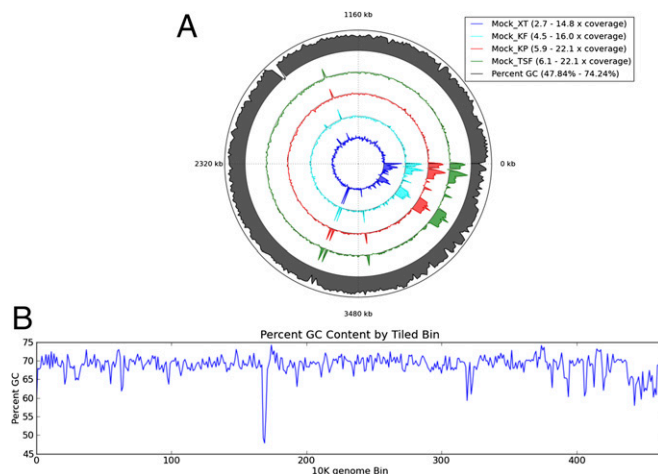 A
1160 kb
Mock_XT (2.7 - 14.8 x coverage)
Mock_KF (4.5 - 16.0 x coverage)
Mock_KP (5.9 - 22.1 x coverage)
Mock_TSF (6.1 - 22.1 x coverage)
Percent GC (47.84% - 74.24%)
2320 kb
0 kb
3480 kb
B
Percent GC Content by Tiled Bin
Percent GC
75
70
65
60
55
50
45
0
100
200
300
400
10K genome Bin